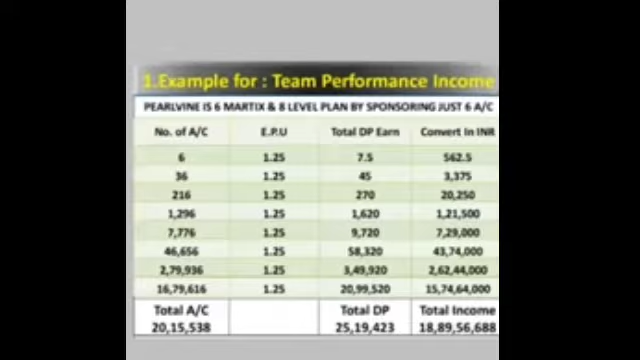 1.Example for : Team Performance Income
PEARLVINE IS 6 MARTIX & 8 LEVEL PLAN BY SPONSORING JUST 6 A/C
No. of A/C E.P.U Total DP Earn Convert In INR
6 1.25 7.5 562.5
36 1.25 45 3,375
216 1.25 270 20,250
1,296 1.25 1,620 1,21,500
7,776 1.25 9,720 7,29,000
46,656 1.25 58,320 43,74,000
2,79,936 1.25 3,49,920 2,62,44,000
16,79,616 1.25 20,99,520 15,74,64,000
Total A/C Total DP Total Income
20,15,538 25,19,423 18,89,56,688